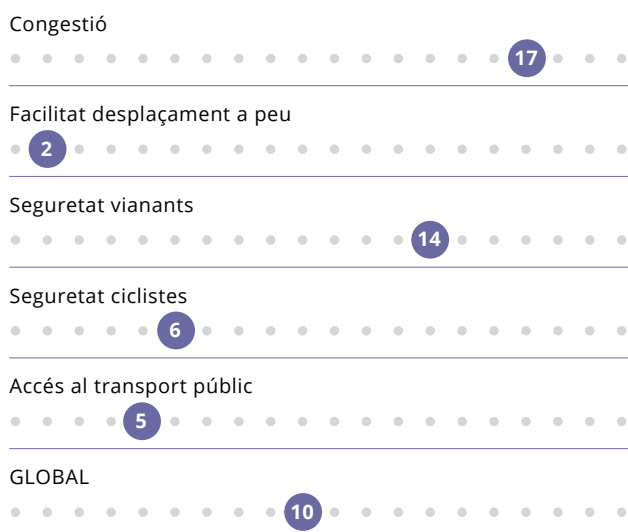 Congestió
17
Facilitat desplaçament a peu
2
Seguretat vianants
14
Seguretat ciclistes
6
Accés al transport públic
5
GLOBAL
10